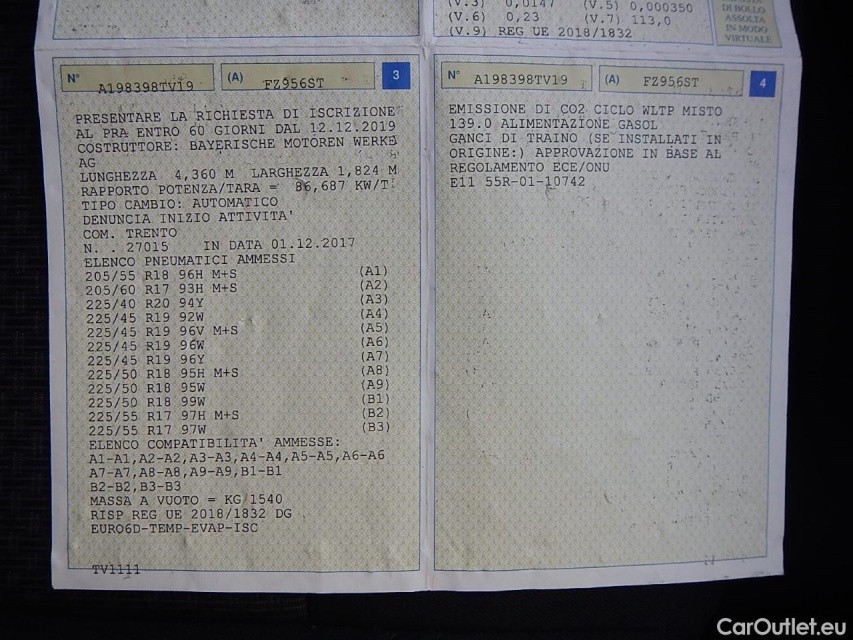 (V.3) 0,0147 (V.5) 0,000350
(V.6) 0,23 (V.7) 113,0
(V.9) REG UE 2018/1832
DI BOLLO
ASSOLTA
IN MODO
VIRTUALE
N° A198398TV19 (A) FZ956ST 3
PRESENTARE LA RICHIESTA DI ISCRIZIONE
AL PRA ENTRO 60 GIORNI DAL 12.12.2019
COSTRUTTORE: BAYERISCHE MOTOREN WERKE
AG
LUNGHEZZA 4,360 M LARGHEZZA 1,824 M
RAPPORTO POTENZA/TARA = 86,687 KW/T
TIPO CAMBIO: AUTOMATICO
DENUNCIA INIZIO ATTIVITA'
COM. TRENTO
N. . 27015 IN DATA 01.12.2017
ELENCO PNEUMATICI AMMESSI
205/55 R18 96H M+S (A1)
205/60 R17 93H M+S (A2)
225/40 R20 94Y (A3)
225/45 R19 92W (A4)
225/45 R19 96V M+S (A5)
225/45 R19 96W (A6)
225/45 R19 96Y (A7)
225/50 R18 95H M+S (A8)
225/50 R18 95W (A9)
225/50 R18 99W (B1)
225/55 R17 97H M+S (B2)
225/55 R17 97W (B3)
ELENCO COMPATIBILITA' AMMESSE:
A1-A1,A2-A2,A3-A3,A4-A4,A5-A5,A6-A6
A7-A7,A8-A8,A9-A9,B1-B1
B2-B2,B3-B3
MASSA A VUOTO = KG 1540
RISP REG UE 2018/1832 DG
EURO6D-TEMP-EVAP-ISC
TV1111
N° A198398TV19 (A) FZ956ST 4
EMISSIONE DI CO2 CICLO WLTP MISTO
139.0 ALIMENTAZIONE GASOL
GANCI DI TRAINO (SE INSTALLATI IN
ORIGINE:) APPROVAZIONE IN BASE AL
REGOLAMENTO ECE/ONU
E11 55R-01-10742
CarOutlet.eu